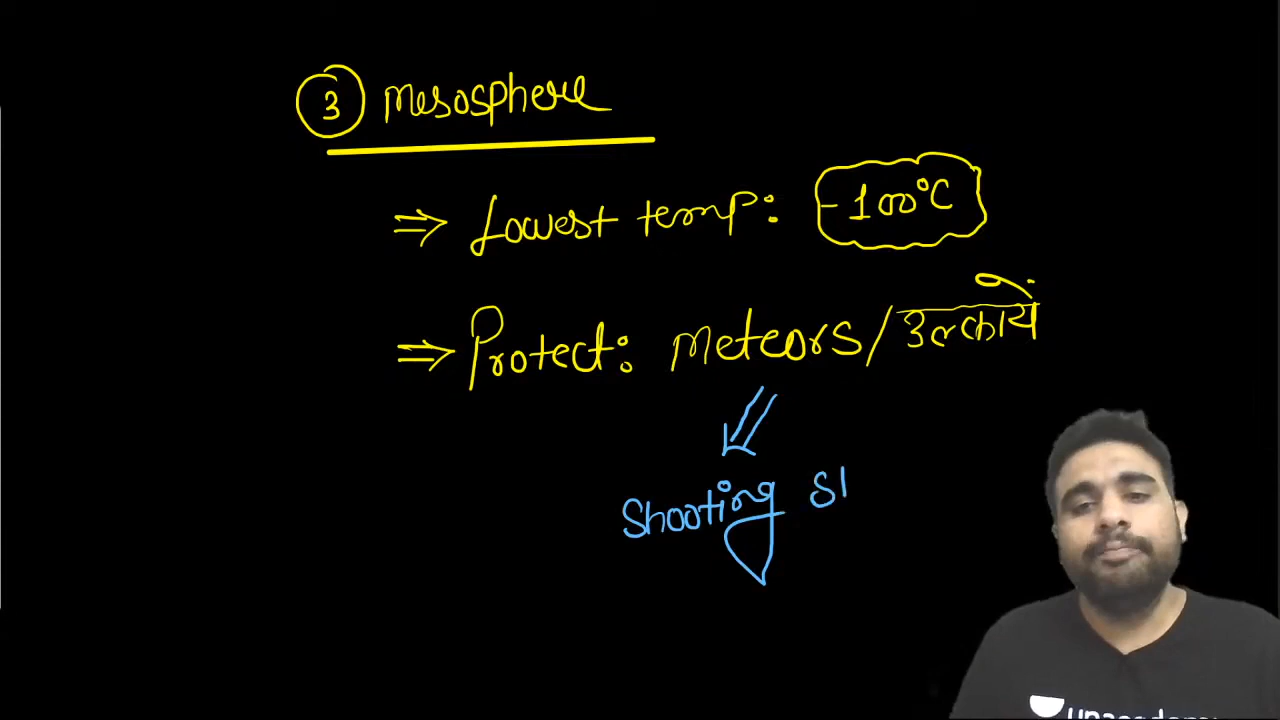 3 Mesosphere
⇒ Lowest temp: -100°C
⇒ Protect: Meteors/उल्कायें
Shooting